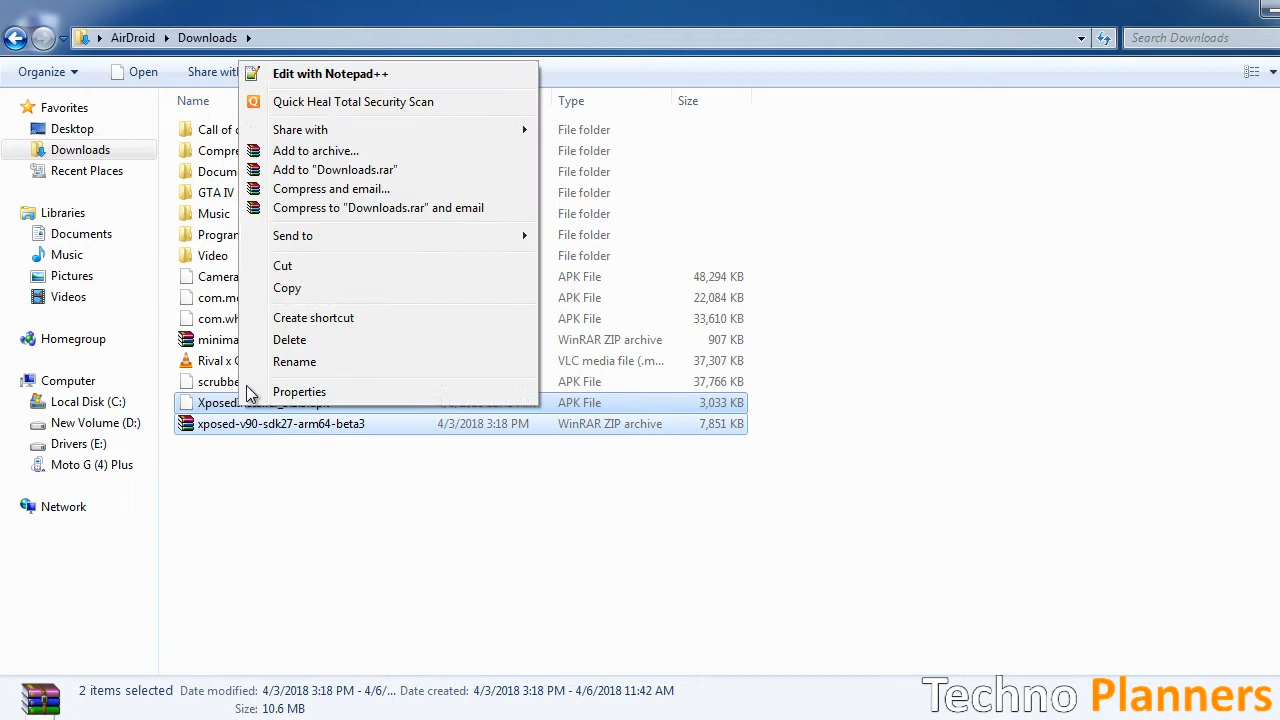 AirDroid Downloads Search Downloads
Organize Open Share with
Edit with Notepad++
Quick Heal Total Security Scan
Share with
Add to archive...
Add to "Downloads.rar"
Compress and email...
Compress to "Downloads.rar" and email
Send to
Cut
Copy
Create shortcut
Delete
Rename
Properties
Favorites
Desktop
Downloads
Recent Places
Libraries
Documents
Music
Pictures
Videos
Homegroup
Computer
Local Disk (C:)
New Volume (D:)
Drivers (E:)
Moto G (4) Plus
Network
Name Type Size
Call of File folder
Compre File folder
Docum File folder
GTA IV File folder
Music File folder
Progran File folder
Video File folder
Camera APK File 48,294 KB
com.m APK File 22,084 KB
com.wh APK File 33,610 KB
minima WinRAR ZIP archive 907 KB
Rival x VLC media file (.m... 37,307 KB
scrubbe APK File 37,766 KB
APK File 3,033 KB
xposed-v90-sdk27-arm64-beta3 4/3/2018 3:18 PM WinRAR ZIP archive 7,851 KB
2 items selected Date modified: 4/3/2018 3:18 PM - 4/6/... Date created: 4/3/2018 3:18 PM - 4/6/2018 11:42 AM
Size: 10.6 MB
Techno Planners